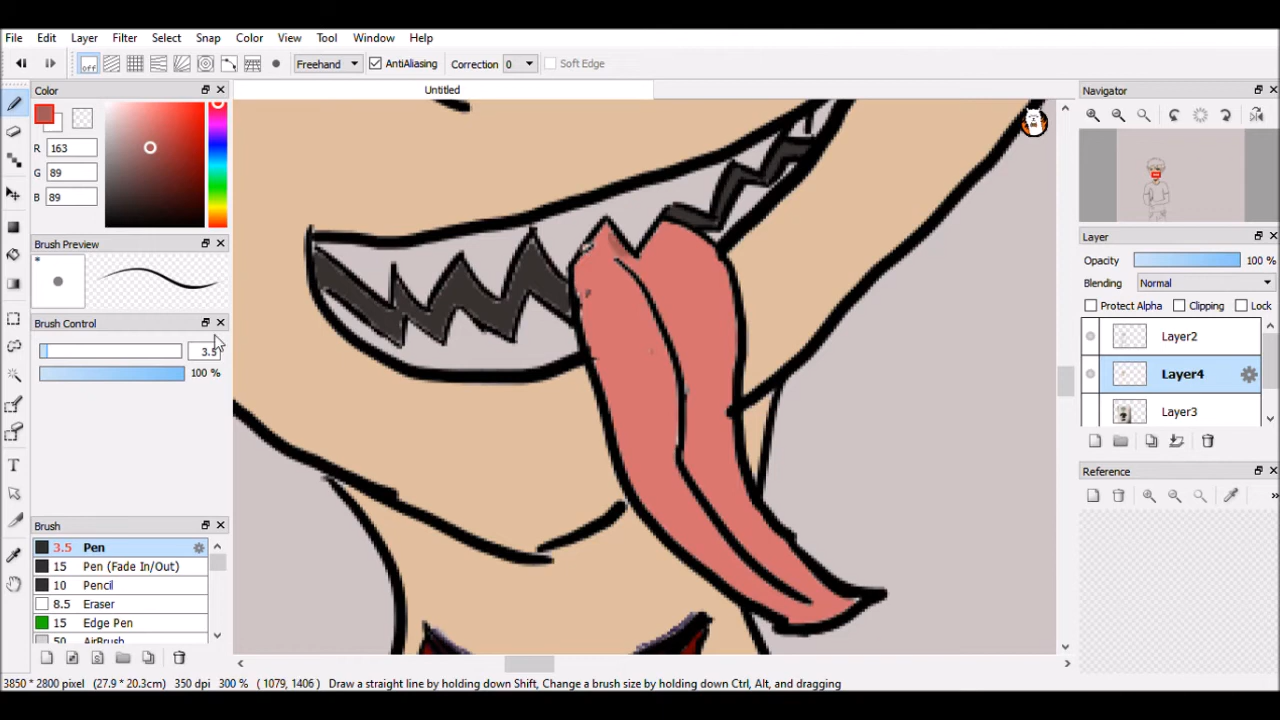 File Edit Layer Filter Select Snap Color View Tool Window Help
off Freehand AntiAliasing Correction 0 Soft Edge
Color
Untitled
Navigator
R 163
G 89
B 89
Brush Preview
Brush Control
3.5
100 %
Layer
Opacity 100 %
Blending Normal
Protect Alpha Clipping Lock
Layer2
Layer4
Layer3
Reference
Brush
3.5 Pen
15 Pen (Fade In/Out)
10 Pencil
8.5 Eraser
15 Edge Pen
50 AirBrush
3850 * 2800 pixel (27.9 * 20.3cm) 350 dpi 300 % ( 1079, 1406 ) Draw a straight line by holding down Shift, Change a brush size by holding down Ctrl, Alt, and dragging